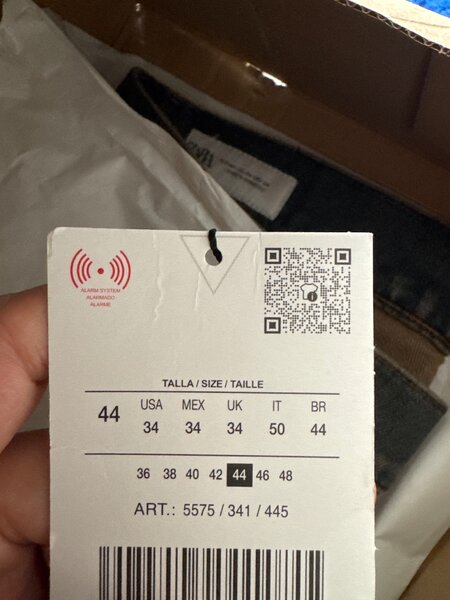 ZARA
ALARM SYSTEM
ALARMADO
ALARME
TALLA / SIZE / TAILLE
44
USA MEX UK IT BR
34 34 34 50 44
36 38 40 42 44 46 48
ART.: 5575 / 341 / 445